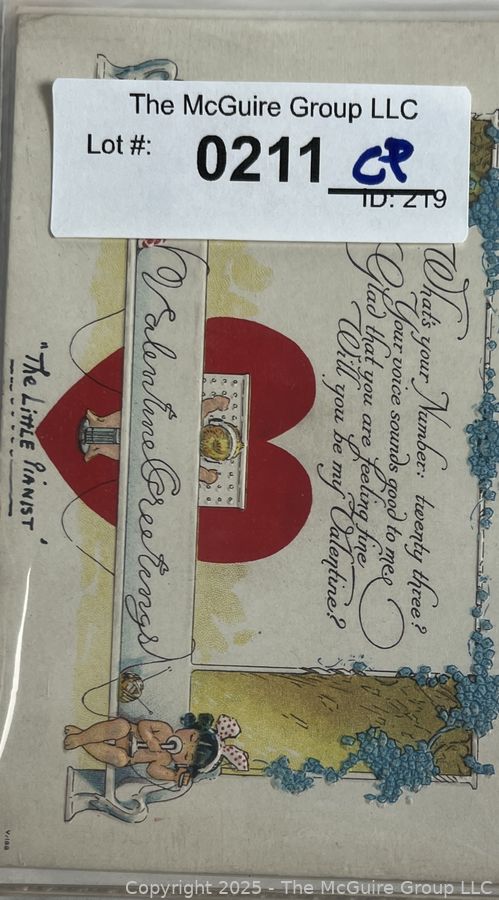 The McGuire Group LLC
Lot #: 0211 CP
ID: 219
What's your Number: twenty three?
Your voice sounds good to me;
Glad that you are feeling fine
Will you be my Valentine?
Valentine Greetings
"The Little Pianist"
V-188
Copyright 2025 - The McGuire Group LLC